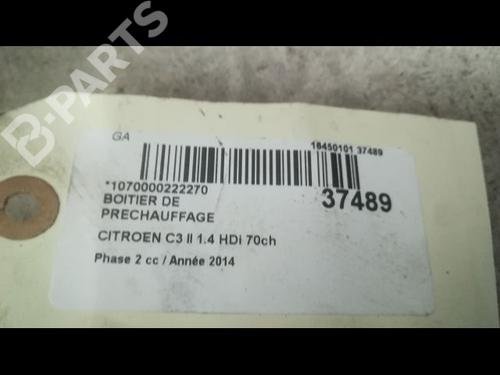 B-PARTS
GA
16450101 37489
*1070000222270
37489
BOITIER DE
PRECHAUFFAGE
CITROEN C3 II 1.4 HDi 70ch
Phase 2 cc / Année 2014